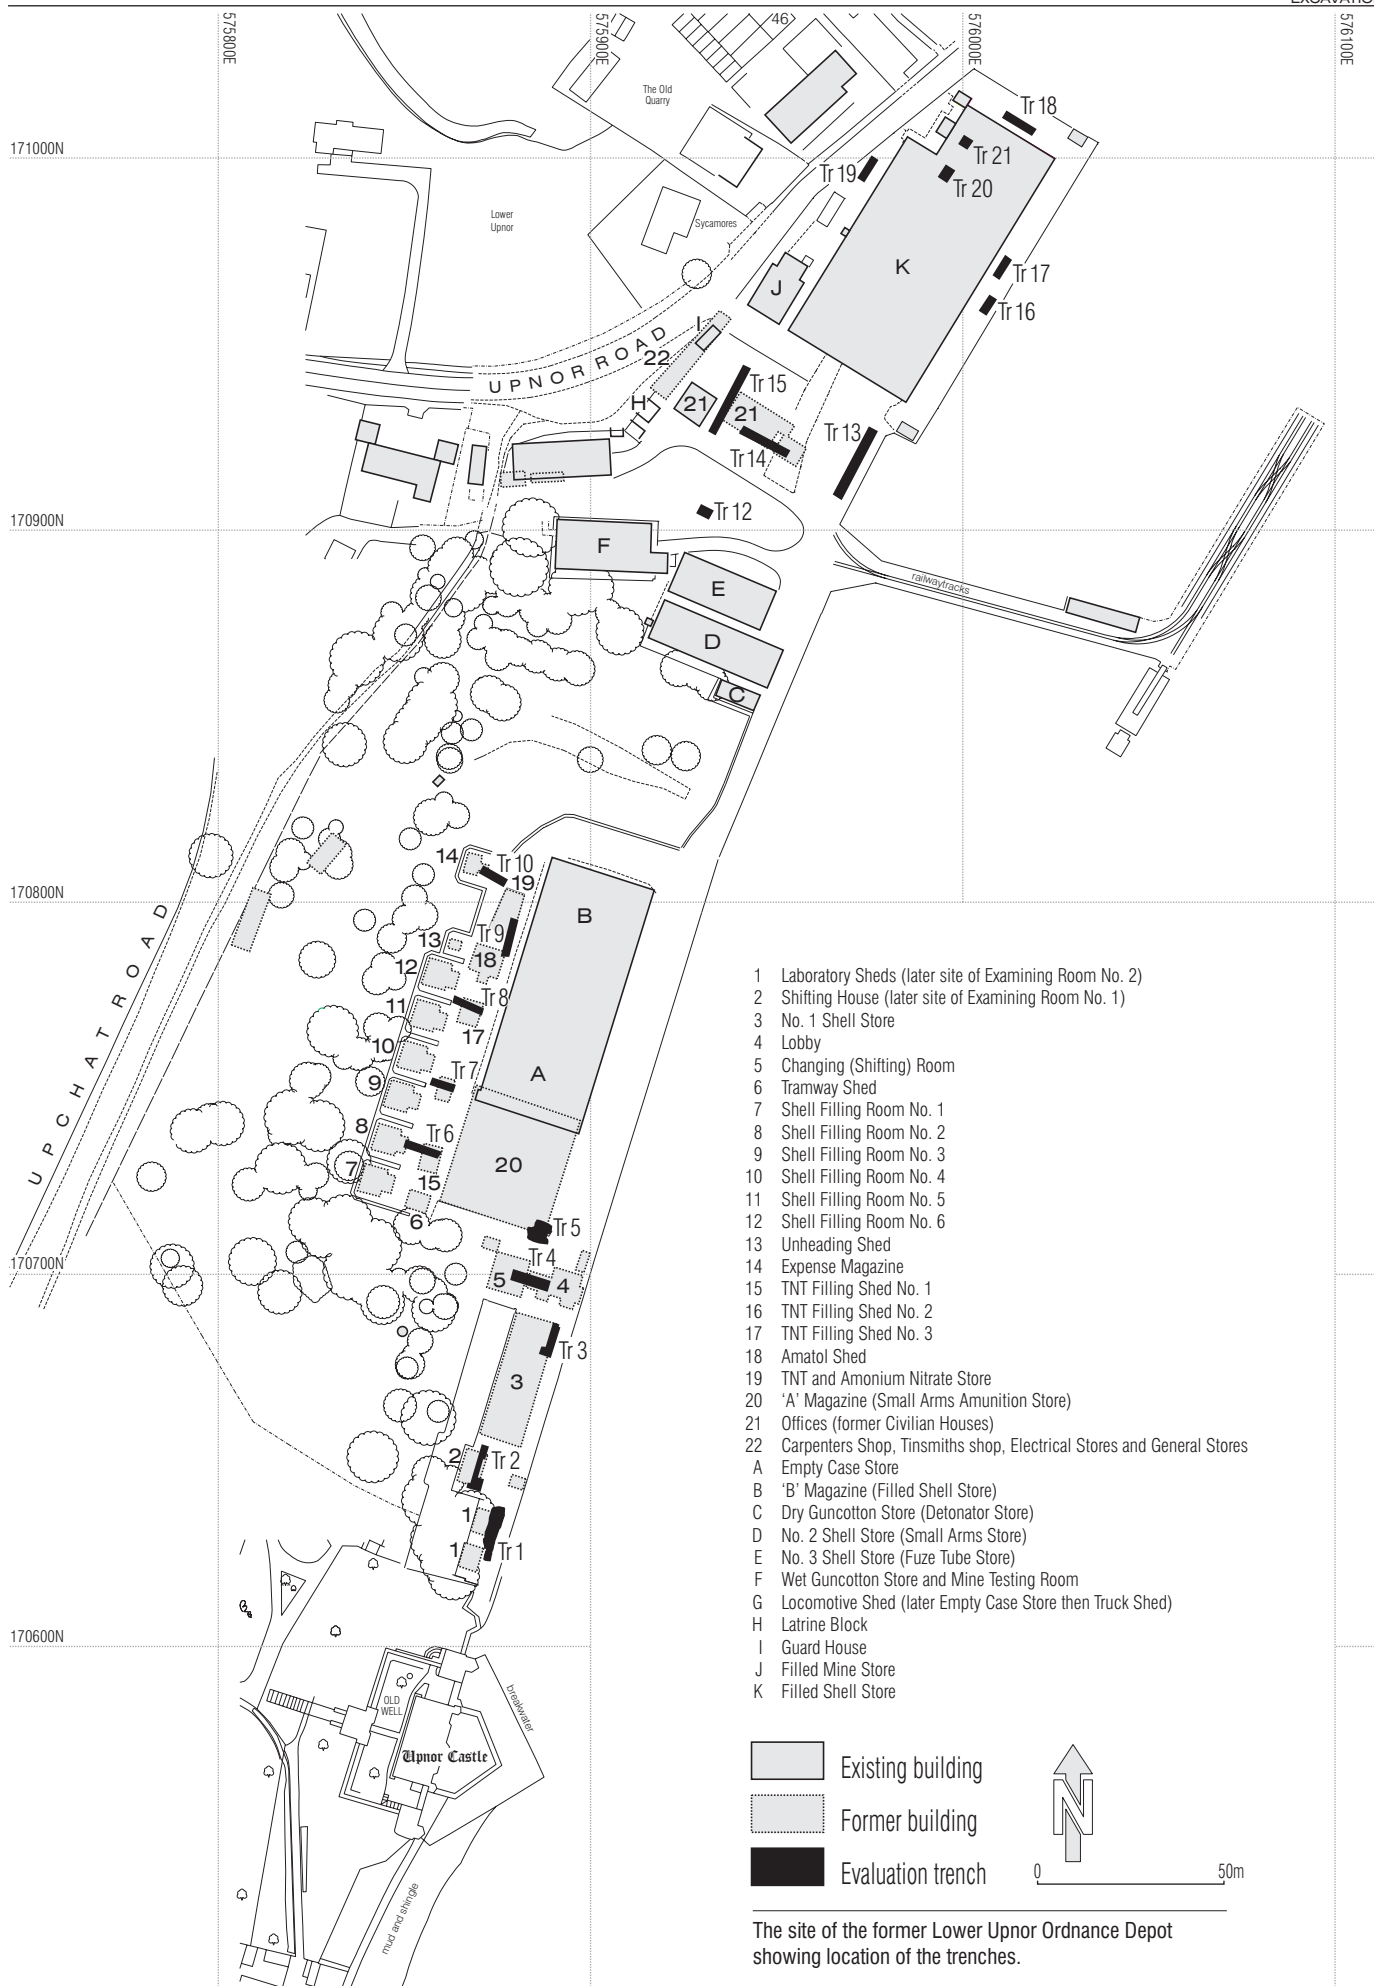 EXCAVATIO
575800E
575900E
576000E
576100E
46
The Old
Quarry
Tr 18
171000N
Tr 21
Tr 19
Tr 20
Lower
Upnor
Sycamores
K
J
Tr 17
Tr 16
I
UPNOR ROAD
22
Tr 15
21
21
H
Tr 13
Tr 14
Tr 12
170900N
F
E
railwaytracks
D
C
14
Tr 10
19
170800N
B
Tr 9
13
18
12
Tr 8
11
17
10
Tr 7
A
9
8
Tr 6
20
7
15
6
Tr 5
Tr 4
170700N
5
4
UPCHAT ROAD
Tr 3
3
2
Tr 2
1
1
Tr 1
170600N
OLD
WELL
breakwater
Upnor Castle
mud and shingle
1 Laboratory Sheds (later site of Examining Room No. 2)
2 Shifting House (later site of Examining Room No. 1)
3 No. 1 Shell Store
4 Lobby
5 Changing (Shifting) Room
6 Tramway Shed
7 Shell Filling Room No. 1
8 Shell Filling Room No. 2
9 Shell Filling Room No. 3
10 Shell Filling Room No. 4
11 Shell Filling Room No. 5
12 Shell Filling Room No. 6
13 Unheading Shed
14 Expense Magazine
15 TNT Filling Shed No. 1
16 TNT Filling Shed No. 2
17 TNT Filling Shed No. 3
18 Amatol Shed
19 TNT and Amonium Nitrate Store
20 ‘A’ Magazine (Small Arms Amunition Store)
21 Offices (former Civilian Houses)
22 Carpenters Shop, Tinsmiths shop, Electrical Stores and General Stores
A Empty Case Store
B ‘B’ Magazine (Filled Shell Store)
C Dry Guncotton Store (Detonator Store)
D No. 2 Shell Store (Small Arms Store)
E No. 3 Shell Store (Fuze Tube Store)
F Wet Guncotton Store and Mine Testing Room
G Locomotive Shed (later Empty Case Store then Truck Shed)
H Latrine Block
I Guard House
J Filled Mine Store
K Filled Shell Store
Existing building
Former building
Evaluation trench
N
0 50m
The site of the former Lower Upnor Ordnance Depot
showing location of the trenches.